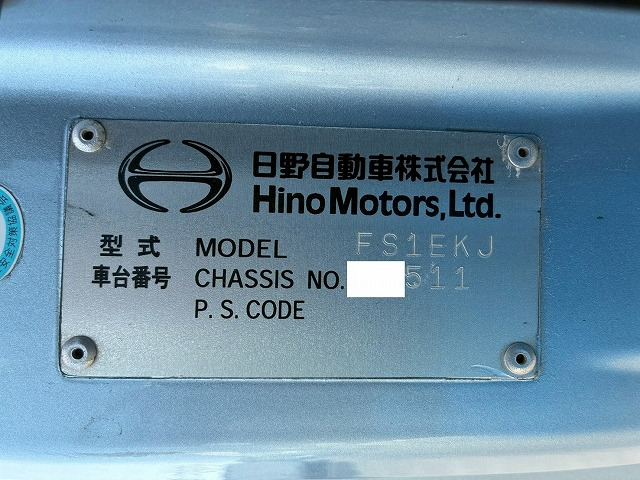 日野自動車株式会社
Hino Motors, Ltd.
型式 MODEL FS1EKJ
車台番号 CHASSIS NO. 511
P.S. CODE